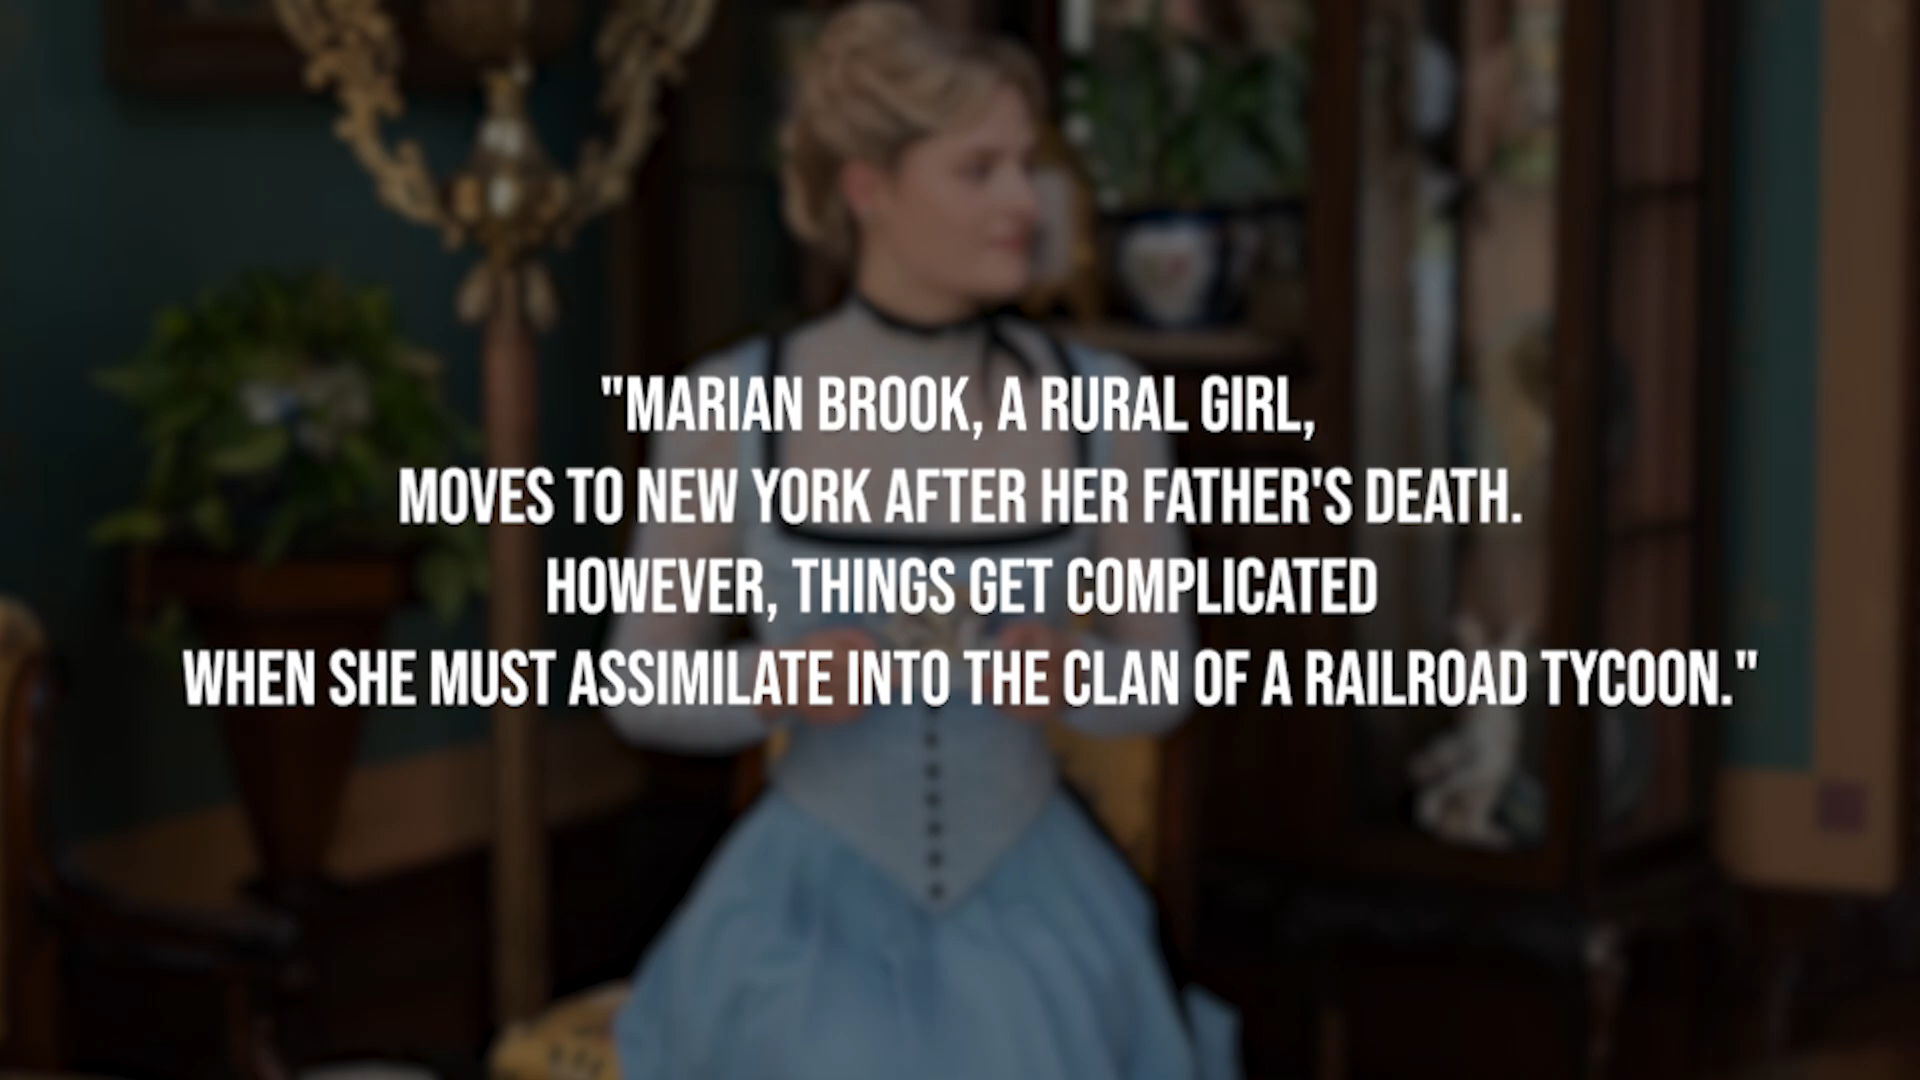 "MARIAN BROOK, A RURAL GIRL,
MOVES TO NEW YORK AFTER HER FATHER'S DEATH.
HOWEVER, THINGS GET COMPLICATED
WHEN SHE MUST ASSIMILATE INTO THE CLAN OF A RAILROAD TYCOON."